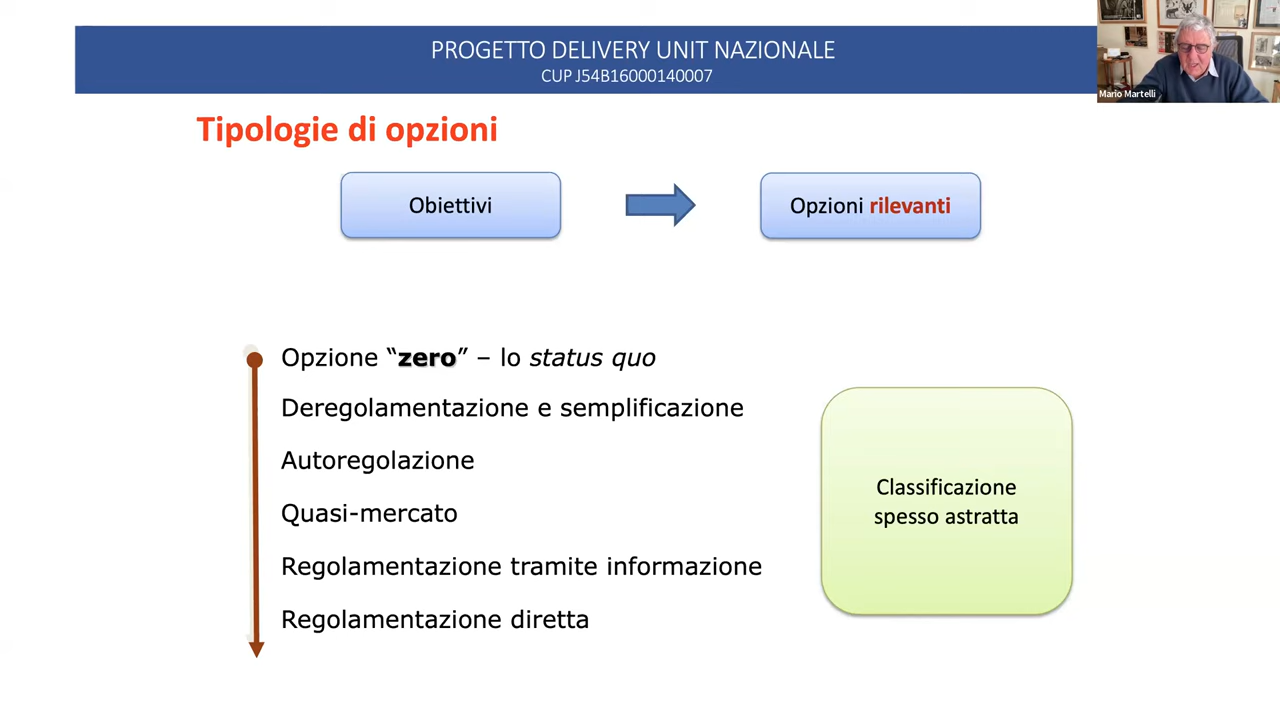 PROGETTO DELIVERY UNIT NAZIONALE
CUP J54B16000140007
Mario Martelli
Tipologie di opzioni
Obiettivi
Opzioni rilevanti
Opzione “zero” – lo status quo
Deregolamentazione e semplificazione
Autoregolazione
Quasi-mercato
Regolamentazione tramite informazione
Regolamentazione diretta
Classificazione
spesso astratta